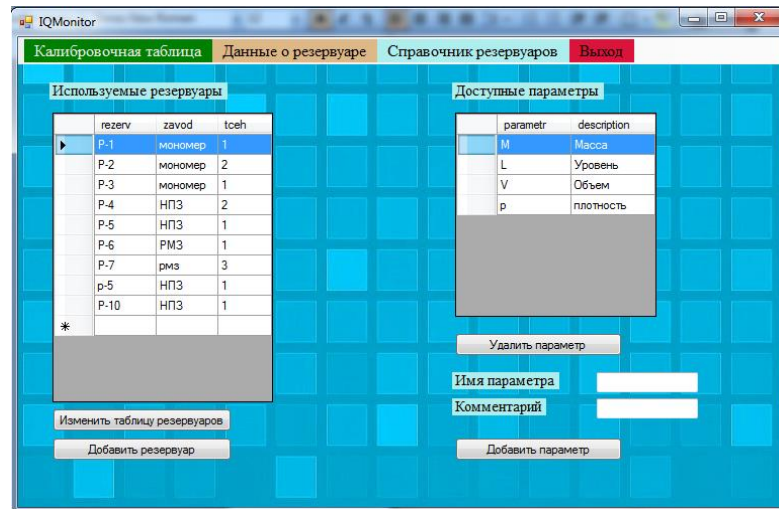 IQMonitor
Калибровочная таблица Данные о резервуаре Справочник резервуаров Выход
Используемые резервуары
rezerv zavod tceh
P-1 мономер 1
P-2 мономер 2
P-3 мономер 1
P-4 НПЗ 2
P-5 НПЗ 1
P-6 РМЗ 1
P-7 рмз 3
p-5 НПЗ 1
P-10 НПЗ 1
Изменить таблицу резервуаров
Добавить резервуар
Доступные параметры
parametr description
M Масса
L Уровень
V Объем
p плотность
Удалить параметр
Имя параметра
Комментарий
Добавить параметр